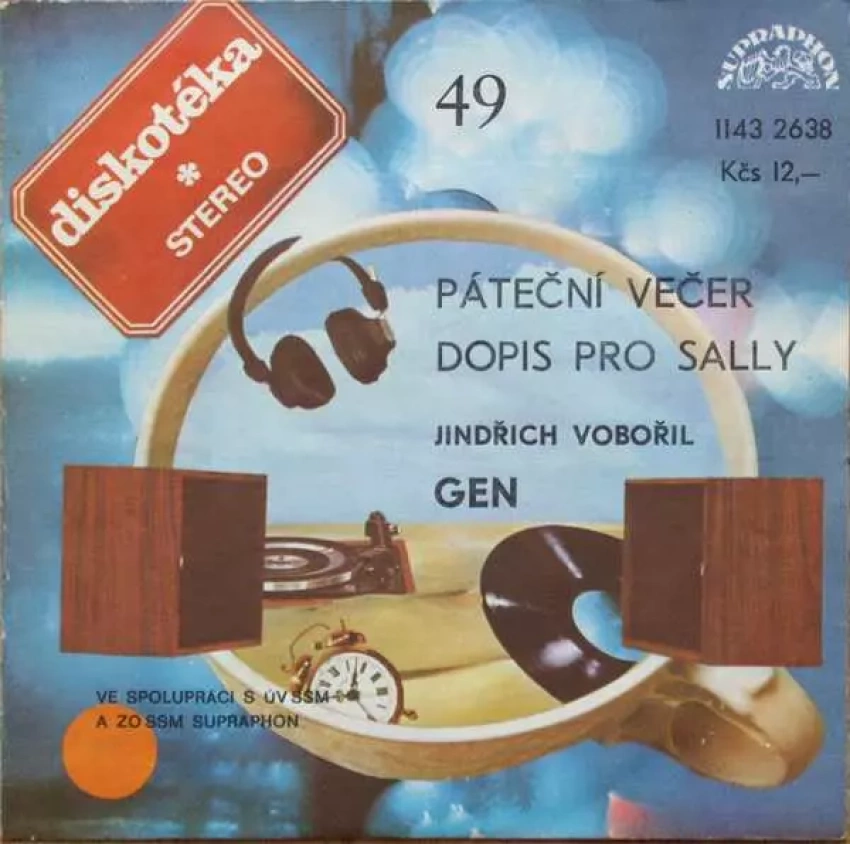 diskotéka
*
STEREO
49
SUPRAPHON
1143 2638
Kčs 12,—
PÁTEČNÍ VEČER
DOPIS PRO SALLY
JINDŘICH VOBOŘIL
GEN
VE SPOLUPRÁCI S ÚV SSM
A ZO SSM SUPRAPHON